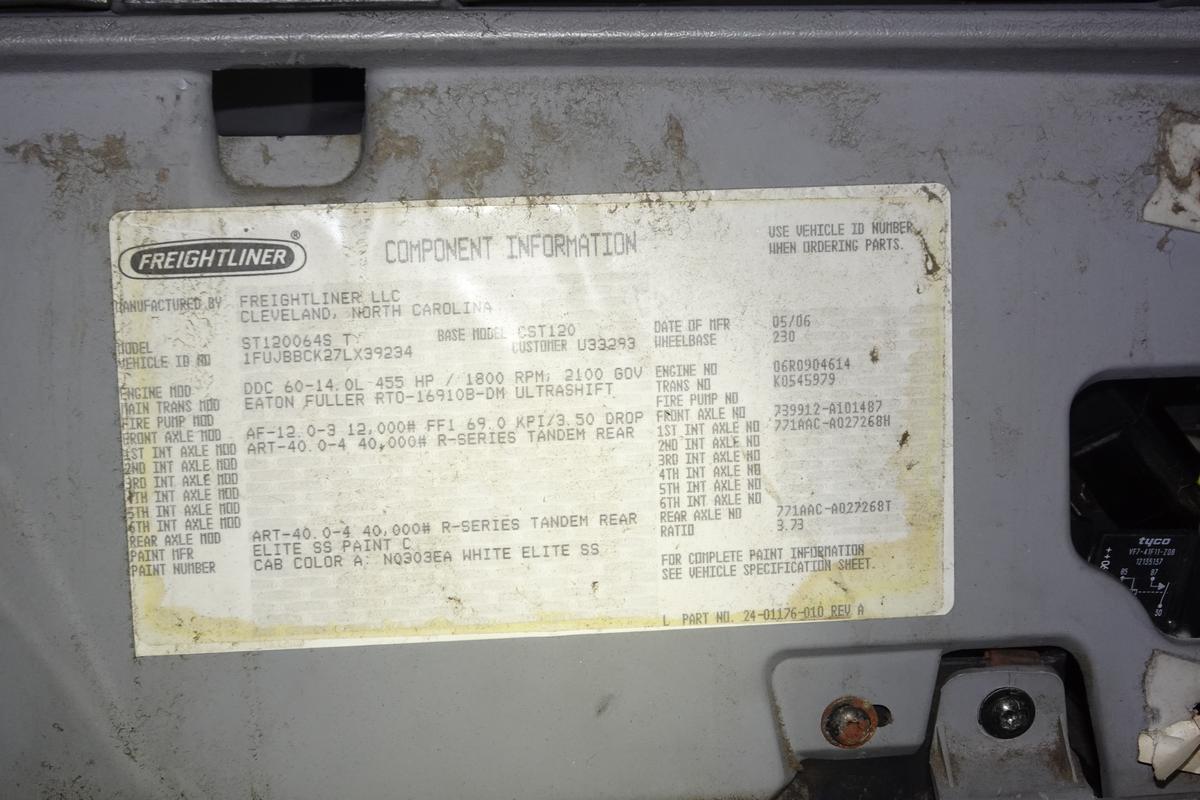 FREIGHTLINER ®
COMPONENT INFORMATION
USE VEHICLE ID NUMBER
WHEN ORDERING PARTS.
MANUFACTURED BY FREIGHTLINER LLC
CLEVELAND, NORTH CAROLINA
MODEL ST120064S T BASE MODEL CST120
VEHICLE ID NO 1FUJBBCK27LX39234 CUSTOMER U33293
ENGINE MOD DDC 60-14.0L 455 HP / 1800 RPM, 2100 GOV
MAIN TRANS MOD EATON FULLER RTO-16910B-DM ULTRASHIFT
FIRE PUMP MOD
FRONT AXLE MOD AF-12.0-3 12,000# FF1 69.0 KPI/3.50 DROP
1ST INT AXLE MOD ART-40.0-4 40,000# R-SERIES TANDEM REAR
2ND INT AXLE MOD
3RD INT AXLE MOD
4TH INT AXLE MOD
5TH INT AXLE MOD
6TH INT AXLE MOD
REAR AXLE MOD ART-40.0-4 40,000# R-SERIES TANDEM REAR
PAINT MFR ELITE SS PAINT C
PAINT NUMBER CAB COLOR A: NO303EA WHITE ELITE SS
DATE OF MFR 05/06
WHEELBASE 230
ENGINE NO 06R0904614
TRANS NO K0545979
FIRE PUMP NO
FRONT AXLE NO 739912-A101487
1ST INT AXLE NO 771AAC-A027268H
2ND INT AXLE NO
3RD INT AXLE NO
4TH INT AXLE NO
5TH INT AXLE NO
6TH INT AXLE NO
REAR AXLE NO 771AAC-A027268T
RATIO 3.73
FOR COMPLETE PAINT INFORMATION
SEE VEHICLE SPECIFICATION SHEET.
L PART NO. 24-01176-010 REV A
tyco
VF7-41F11-Z08
12135137
85 87
30